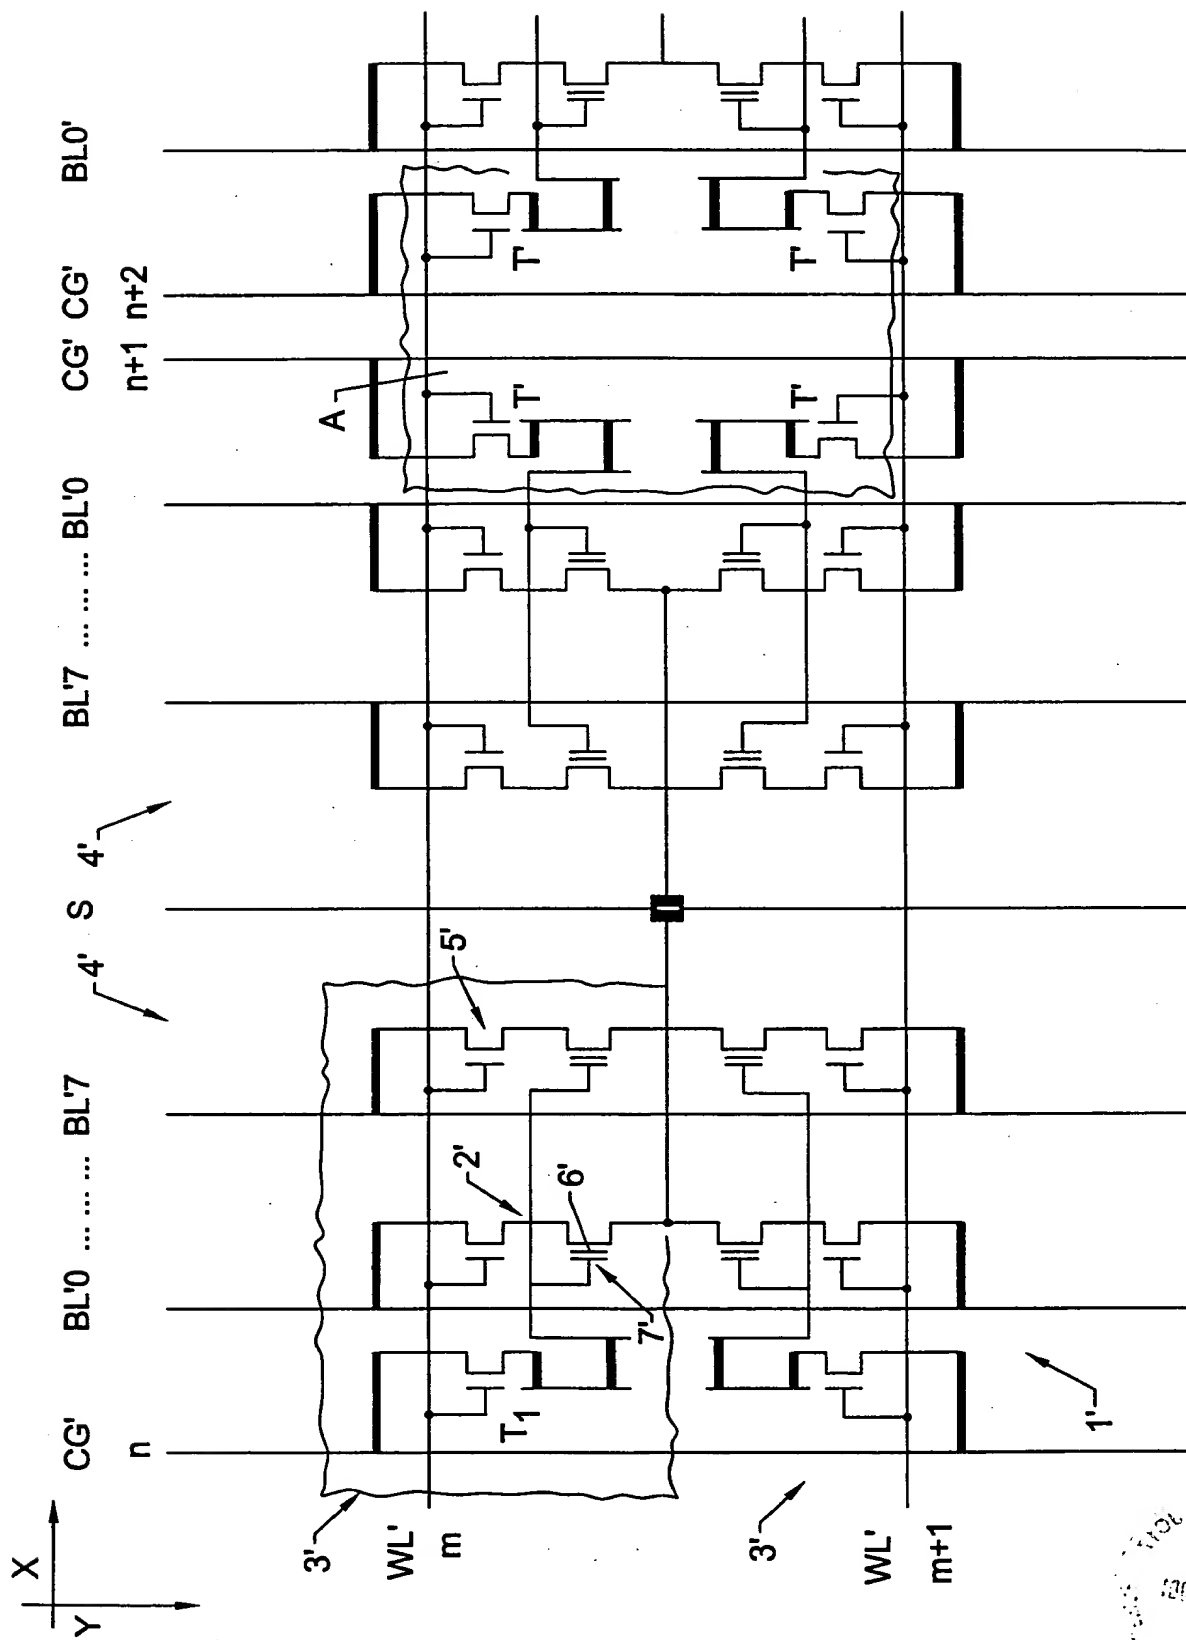 X
Y
CG' BL'0 ... ... ... BL'7 4' S 4' BL'7 ... ... ... BL'0 CG' CG' BL0'
n n+1 n+2
A
3'
WL'
m
T1
2'
5'
6'
7'
T'
T'
T'
T'
3'
WL'
m+1
1'